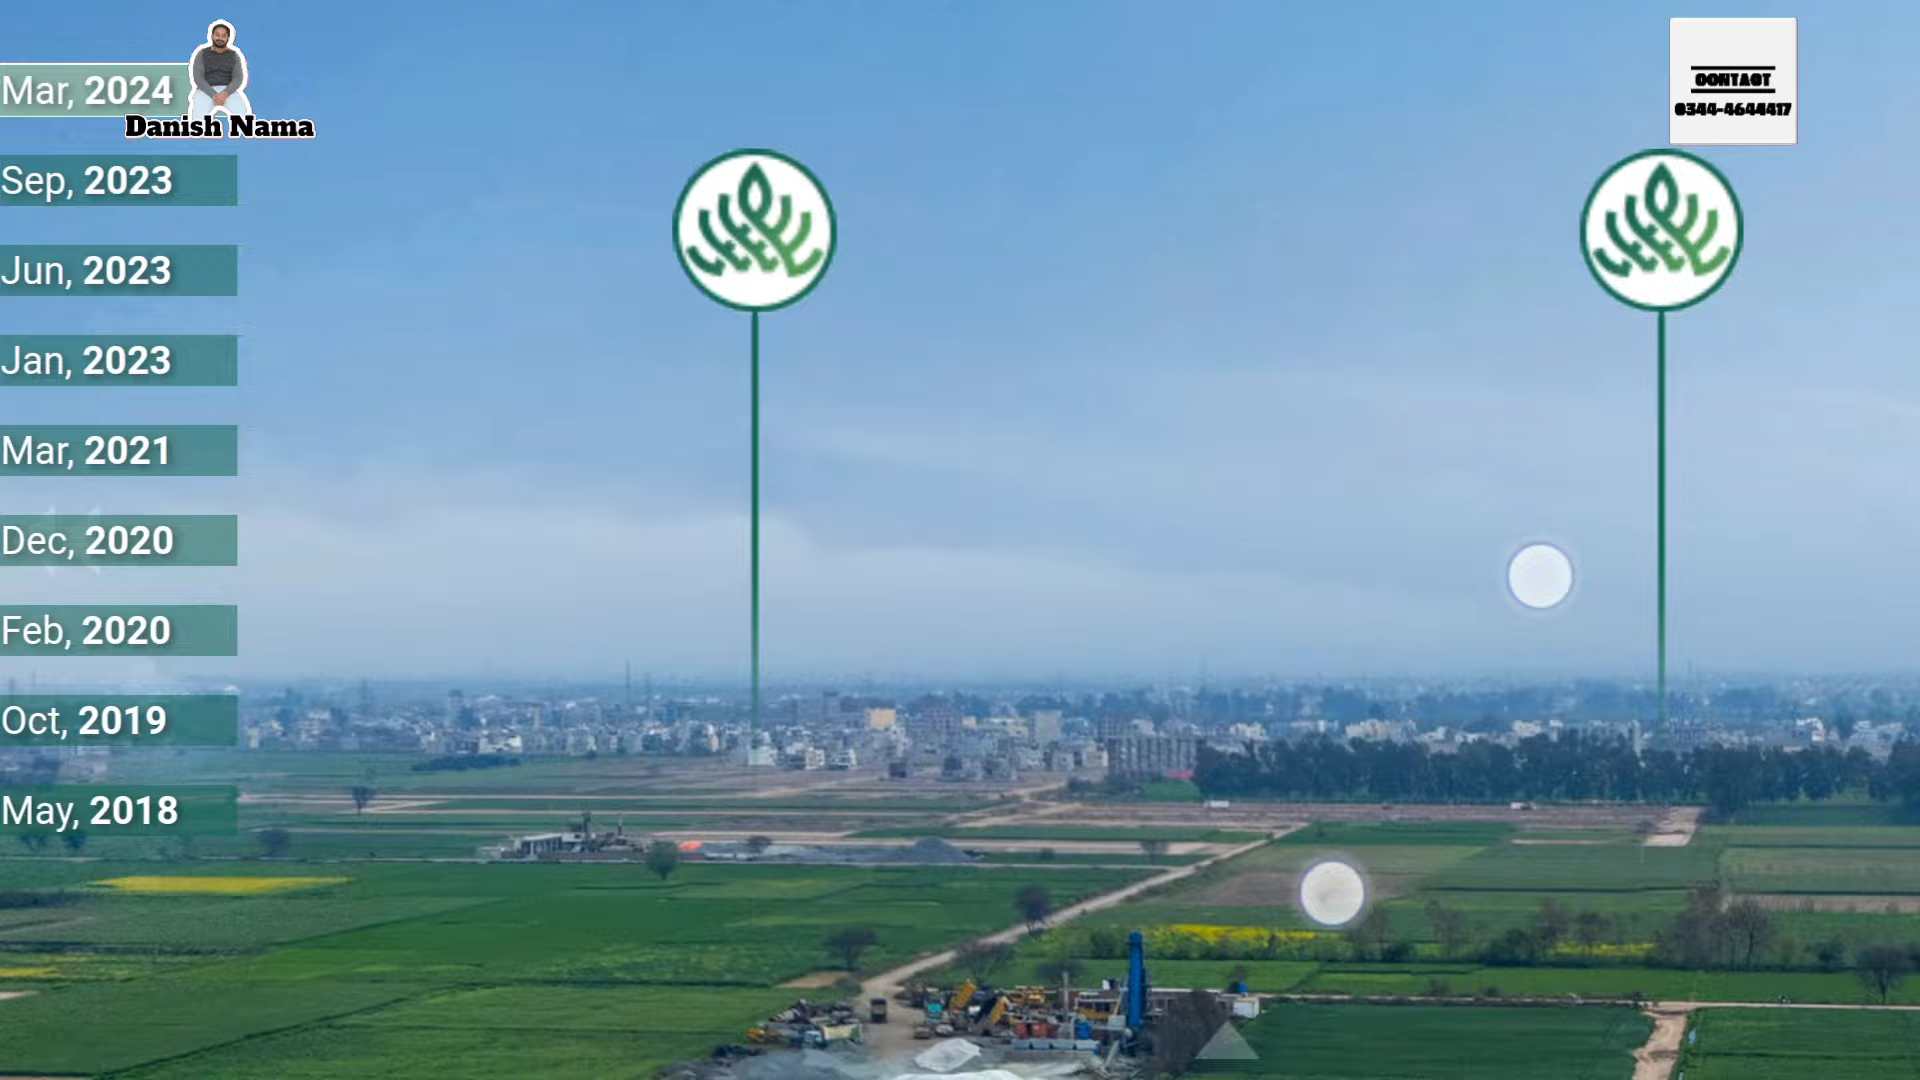 Mar, 2024
Danish Nama
Sep, 2023
Jun, 2023
Jan, 2023
Mar, 2021
Dec, 2020
Feb, 2020
Oct, 2019
May, 2018
CONTACT
0344-4644417